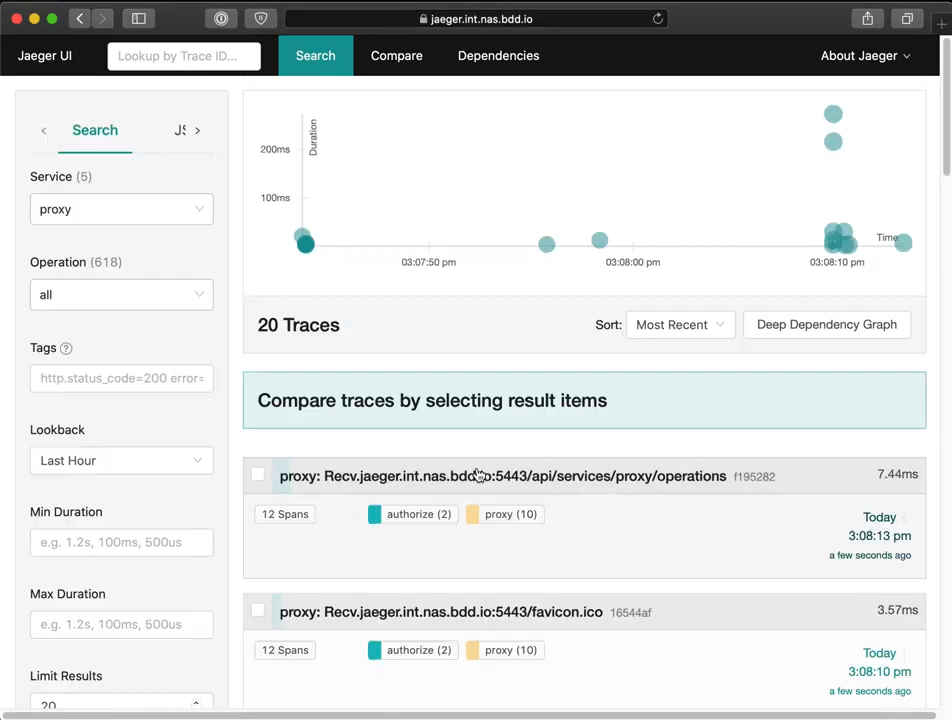 jaeger.int.nas.bdd.io
Jaeger UI
Lookup by Trace ID...
Search
Compare
Dependencies
About Jaeger
Search
JS
Service (5)
proxy
Operation (618)
all
Tags
http.status_code=200 error=
Lookback
Last Hour
Min Duration
e.g. 1.2s, 100ms, 500us
Max Duration
e.g. 1.2s, 100ms, 500us
Limit Results
20
Duration
200ms
100ms
Time
03:07:50 pm
03:08:00 pm
03:08:10 pm
20 Traces
Sort:
Most Recent
Deep Dependency Graph
Compare traces by selecting result items
proxy: Recv.jaeger.int.nas.bdd.io:5443/api/services/proxy/operations f195282
7.44ms
12 Spans
authorize (2)
proxy (10)
Today
3:08:13 pm
a few seconds ago
proxy: Recv.jaeger.int.nas.bdd.io:5443/favicon.ico 16544af
3.57ms
12 Spans
authorize (2)
proxy (10)
Today
3:08:10 pm
a few seconds ago